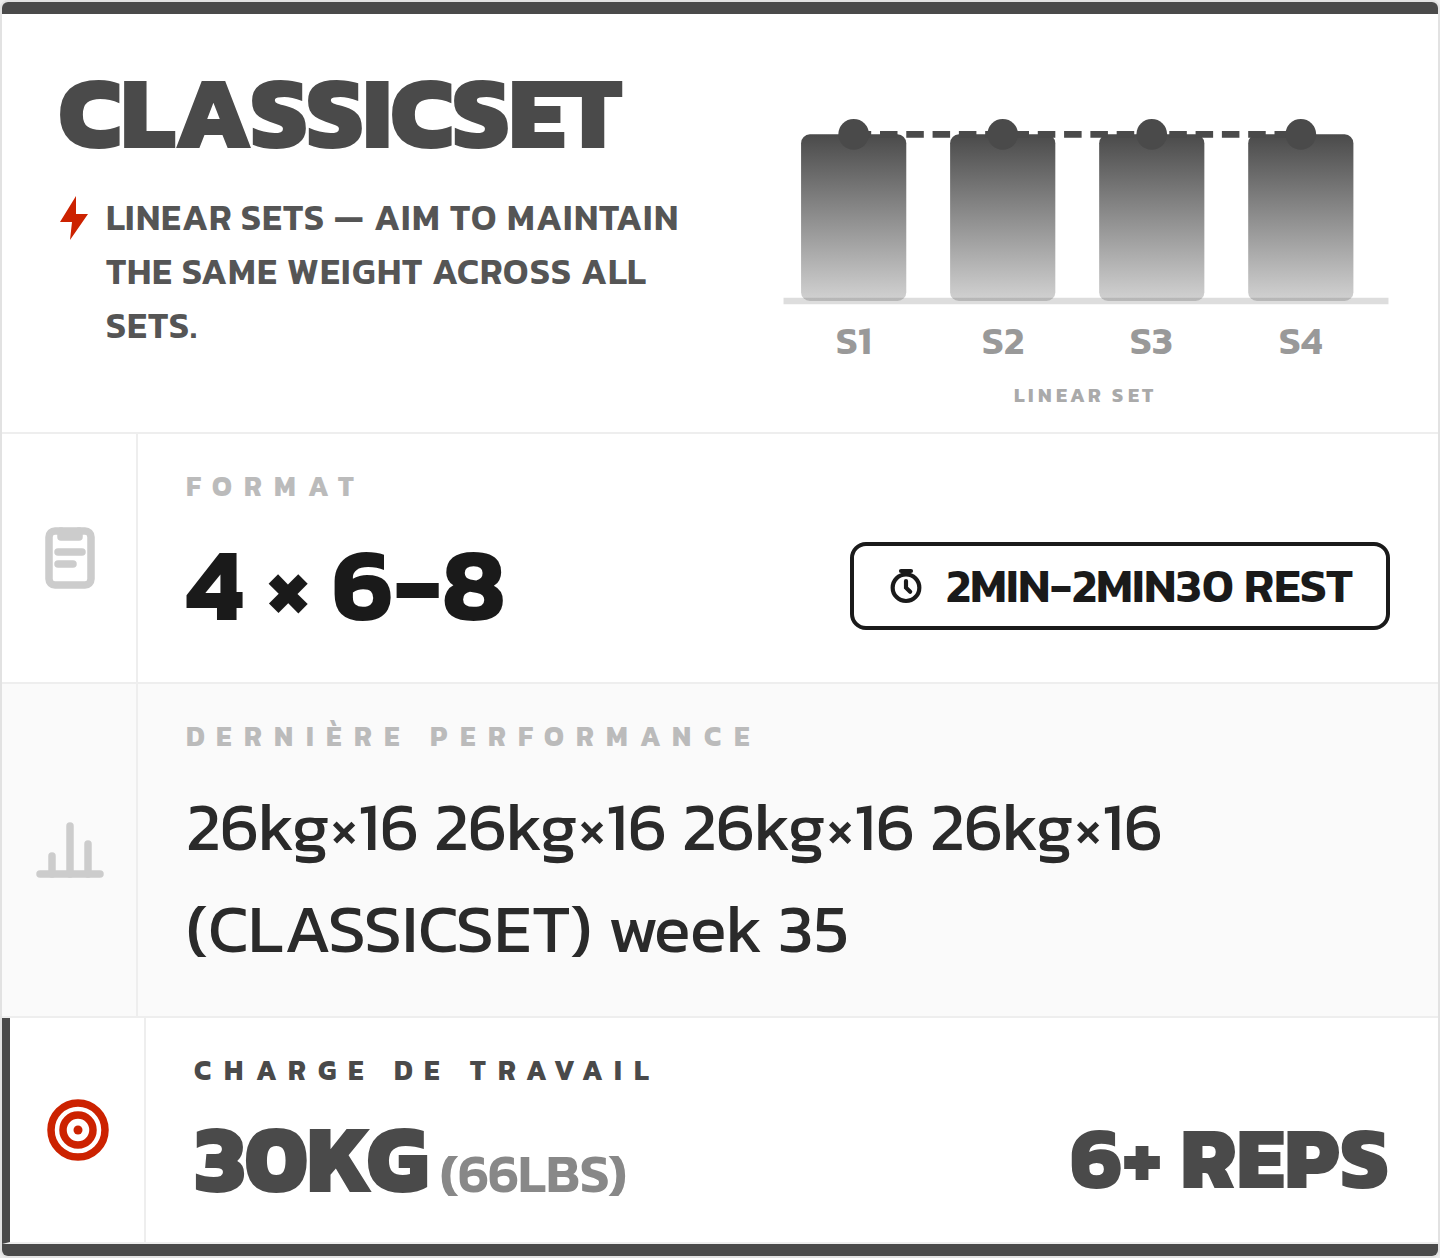 CLASSICSET
LINEAR SETS — AIM TO MAINTAIN
THE SAME WEIGHT ACROSS ALL
SETS.
S1 S2 S3 S4
LINEAR SET
FORMAT
4 × 6–8
2MIN–2MIN30 REST
DERNIÈRE PERFORMANCE
26kg×16 26kg×16 26kg×16 26kg×16
(CLASSICSET) week 35
CHARGE DE TRAVAIL
30KG (66LBS)
6+ REPS